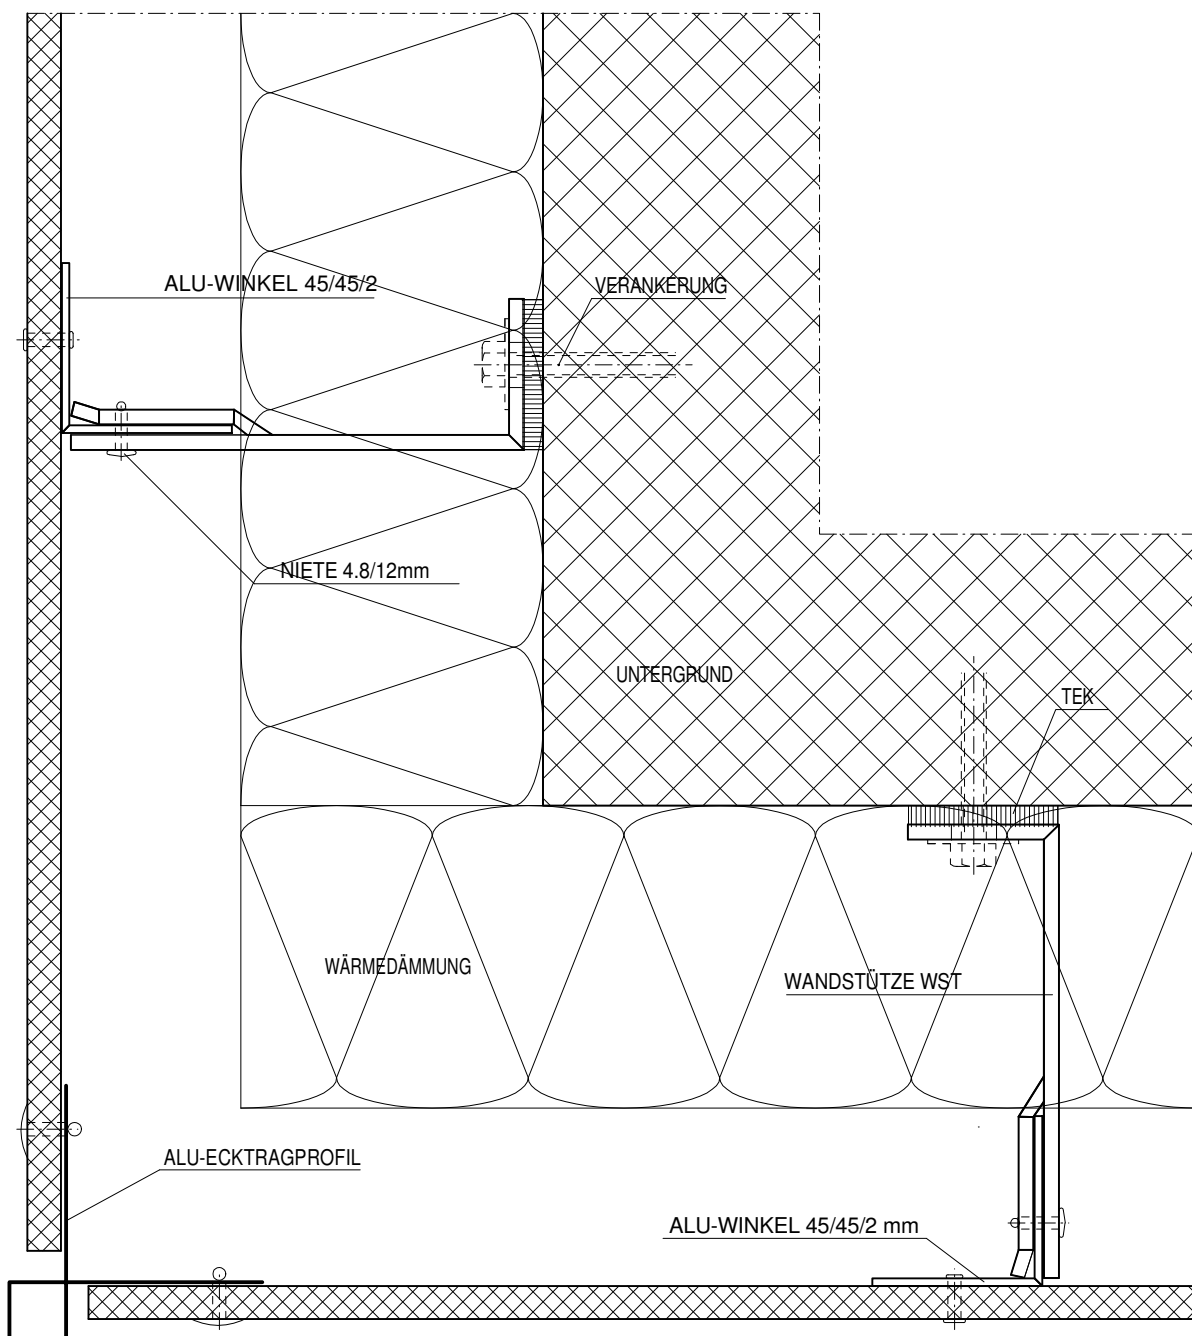 ALU-WINKEL 45/45/2
VERANKERUNG
NIETE 4.8/12mm
UNTERGRUND
TEK
WÄRMEDÄMMUNG
WANDSTÜTZE WST
ALU-ECKTRAGPROFIL
ALU-WINKEL 45/45/2 mm